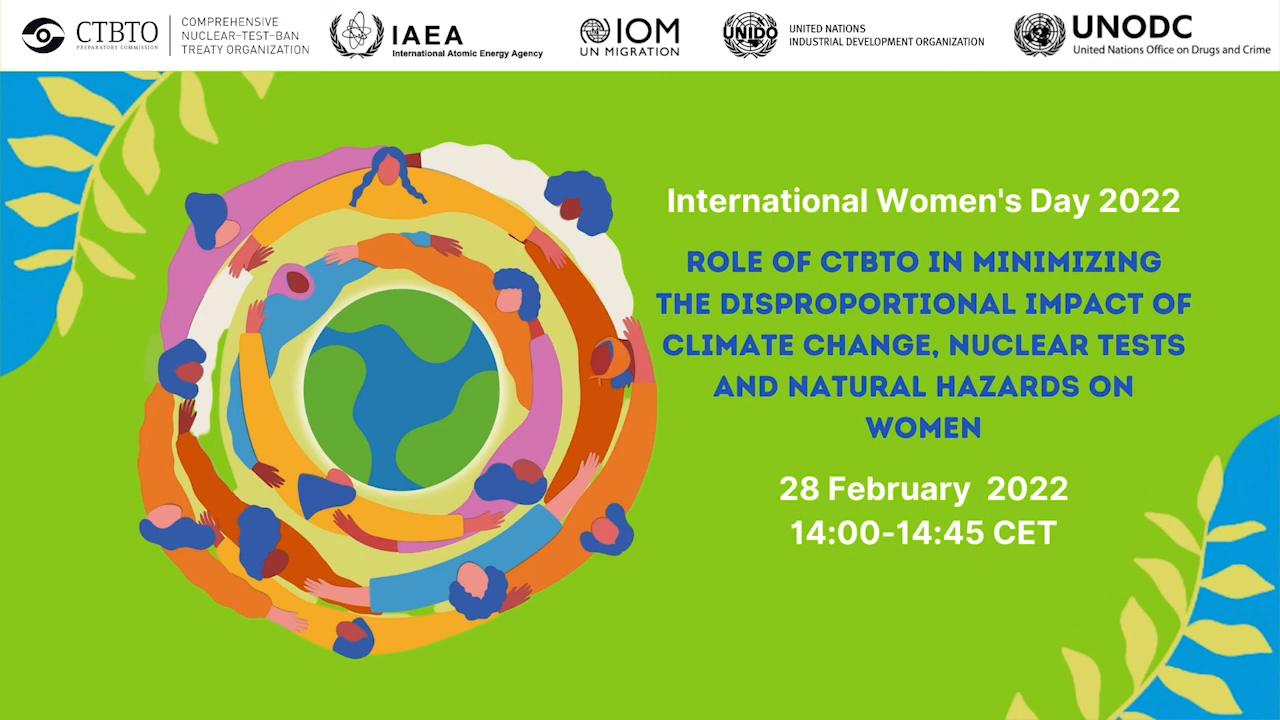 CTBTO
PREPARATORY COMMISSION
COMPREHENSIVE
NUCLEAR-TEST-BAN
TREATY ORGANIZATION
IAEA
International Atomic Energy Agency
IOM
UN MIGRATION
UNIDO
UNITED NATIONS
INDUSTRIAL DEVELOPMENT ORGANIZATION
UNODC
United Nations Office on Drugs and Crime
International Women's Day 2022
ROLE OF CTBTO IN MINIMIZING
THE DISPROPORTIONAL IMPACT OF
CLIMATE CHANGE, NUCLEAR TESTS
AND NATURAL HAZARDS ON
WOMEN
28 February 2022
14:00-14:45 CET